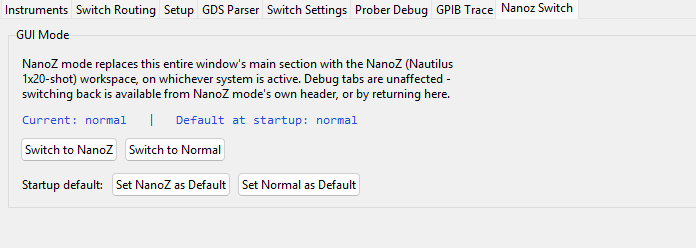 Instruments Switch Routing Setup GDS Parser Switch Settings Prober Debug GPIB Trace Nanoz Switch
GUI Mode
NanoZ mode replaces this entire window's main section with the NanoZ (Nautilus
1x20-shot) workspace, on whichever system is active. Debug tabs are unaffected -
switching back is available from NanoZ mode's own header, or by returning here.
Current: normal | Default at startup: normal
Switch to NanoZ Switch to Normal
Startup default: Set NanoZ as Default Set Normal as Default